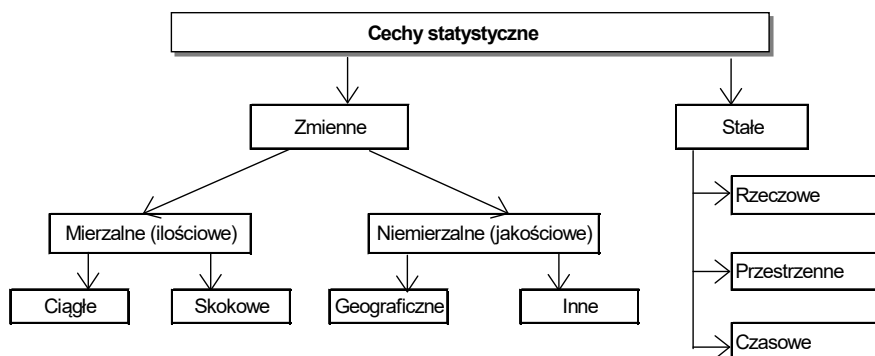 Cechy statystyczne
Zmienne
Stałe
Rzeczowe
Mierzalne (ilościowe)
Niemierzalne (jakościowe)
Przestrzenne
Ciągłe
Skokowe
Geograficzne
Inne
Czasowe